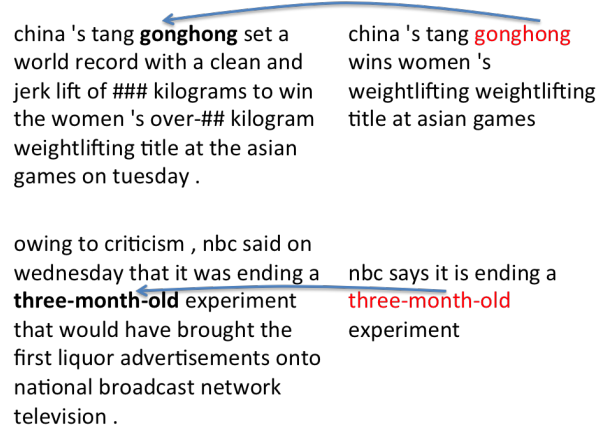 china 's tang gonghong set a
world record with a clean and
jerk lift of ### kilograms to win
the women 's over-## kilogram
weightlifting title at the asian
games on tuesday .
china 's tang gonghong
wins women 's
weightlifting weightlifting
title at asian games
owing to criticism , nbc said on
wednesday that it was ending a
three-month-old experiment
that would have brought the
first liquor advertisements onto
national broadcast network
television .
nbc says it is ending a
three-month-old
experiment